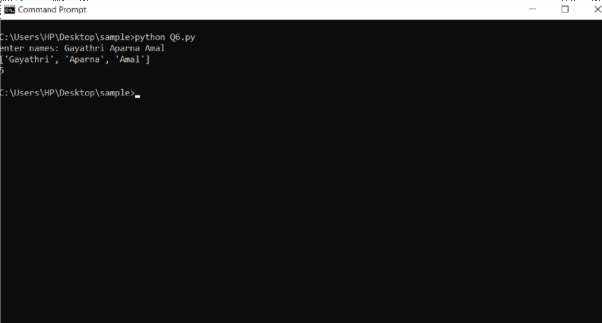 Command Prompt
C:\Users\HP\Desktop\sample>python Q6.py
enter names: Gayathri Aparna Amal
['Gayathri', 'Aparna', 'Amal']
5
C:\Users\HP\Desktop\sample>